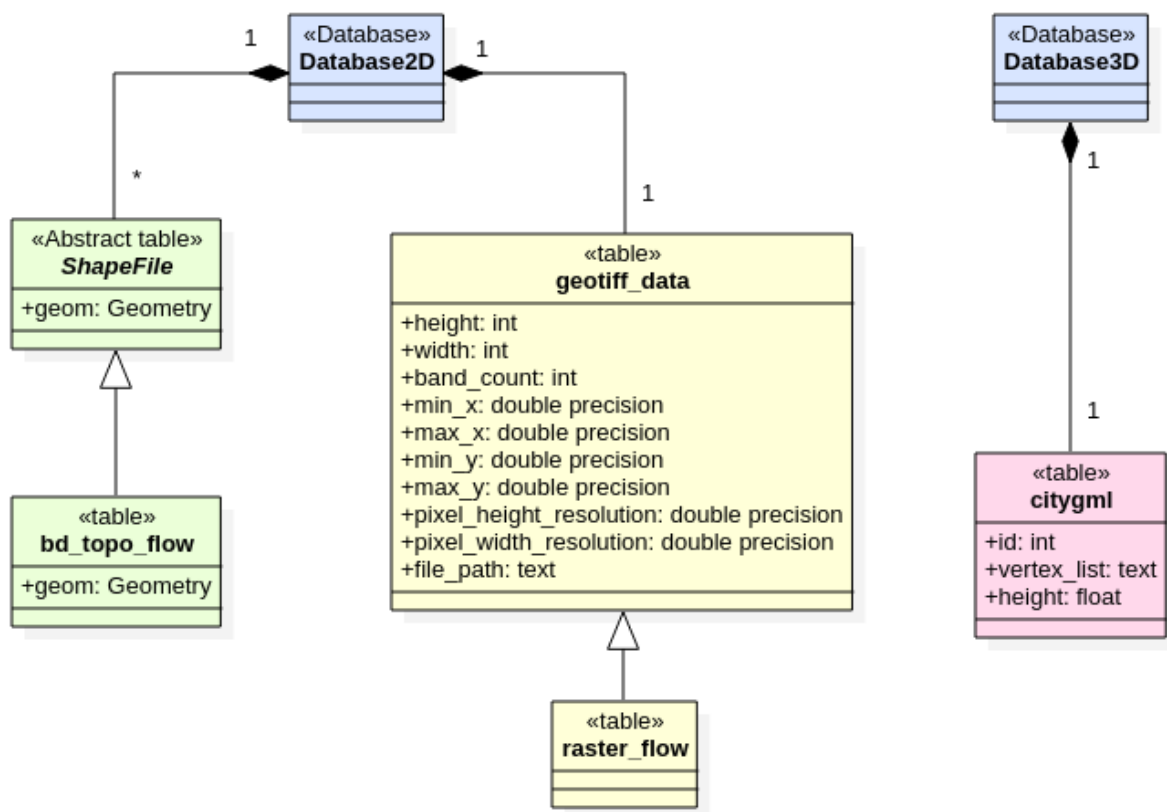 «Database»
Database2D
1
1
*
1
«Abstract table»
ShapeFile
+geom: Geometry
«table»
bd_topo_flow
+geom: Geometry
«table»
geotiff_data
+height: int
+width: int
+band_count: int
+min_x: double precision
+max_x: double precision
+min_y: double precision
+max_y: double precision
+pixel_height_resolution: double precision
+pixel_width_resolution: double precision
+file_path: text
«table»
raster_flow
«Database»
Database3D
1
1
«table»
citygml
+id: int
+vertex_list: text
+height: float